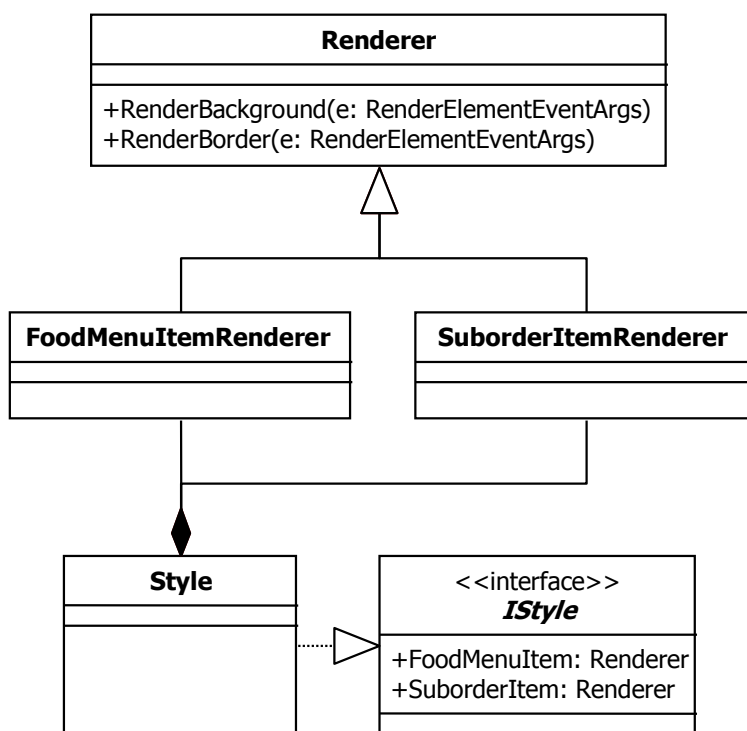 Renderer
+RenderBackground(e: RenderElementEventArgs)
+RenderBorder(e: RenderElementEventArgs)
FoodMenuItemRenderer
SuborderItemRenderer
Style
<<interface>>
IStyle
+FoodMenuItem: Renderer
+SuborderItem: Renderer